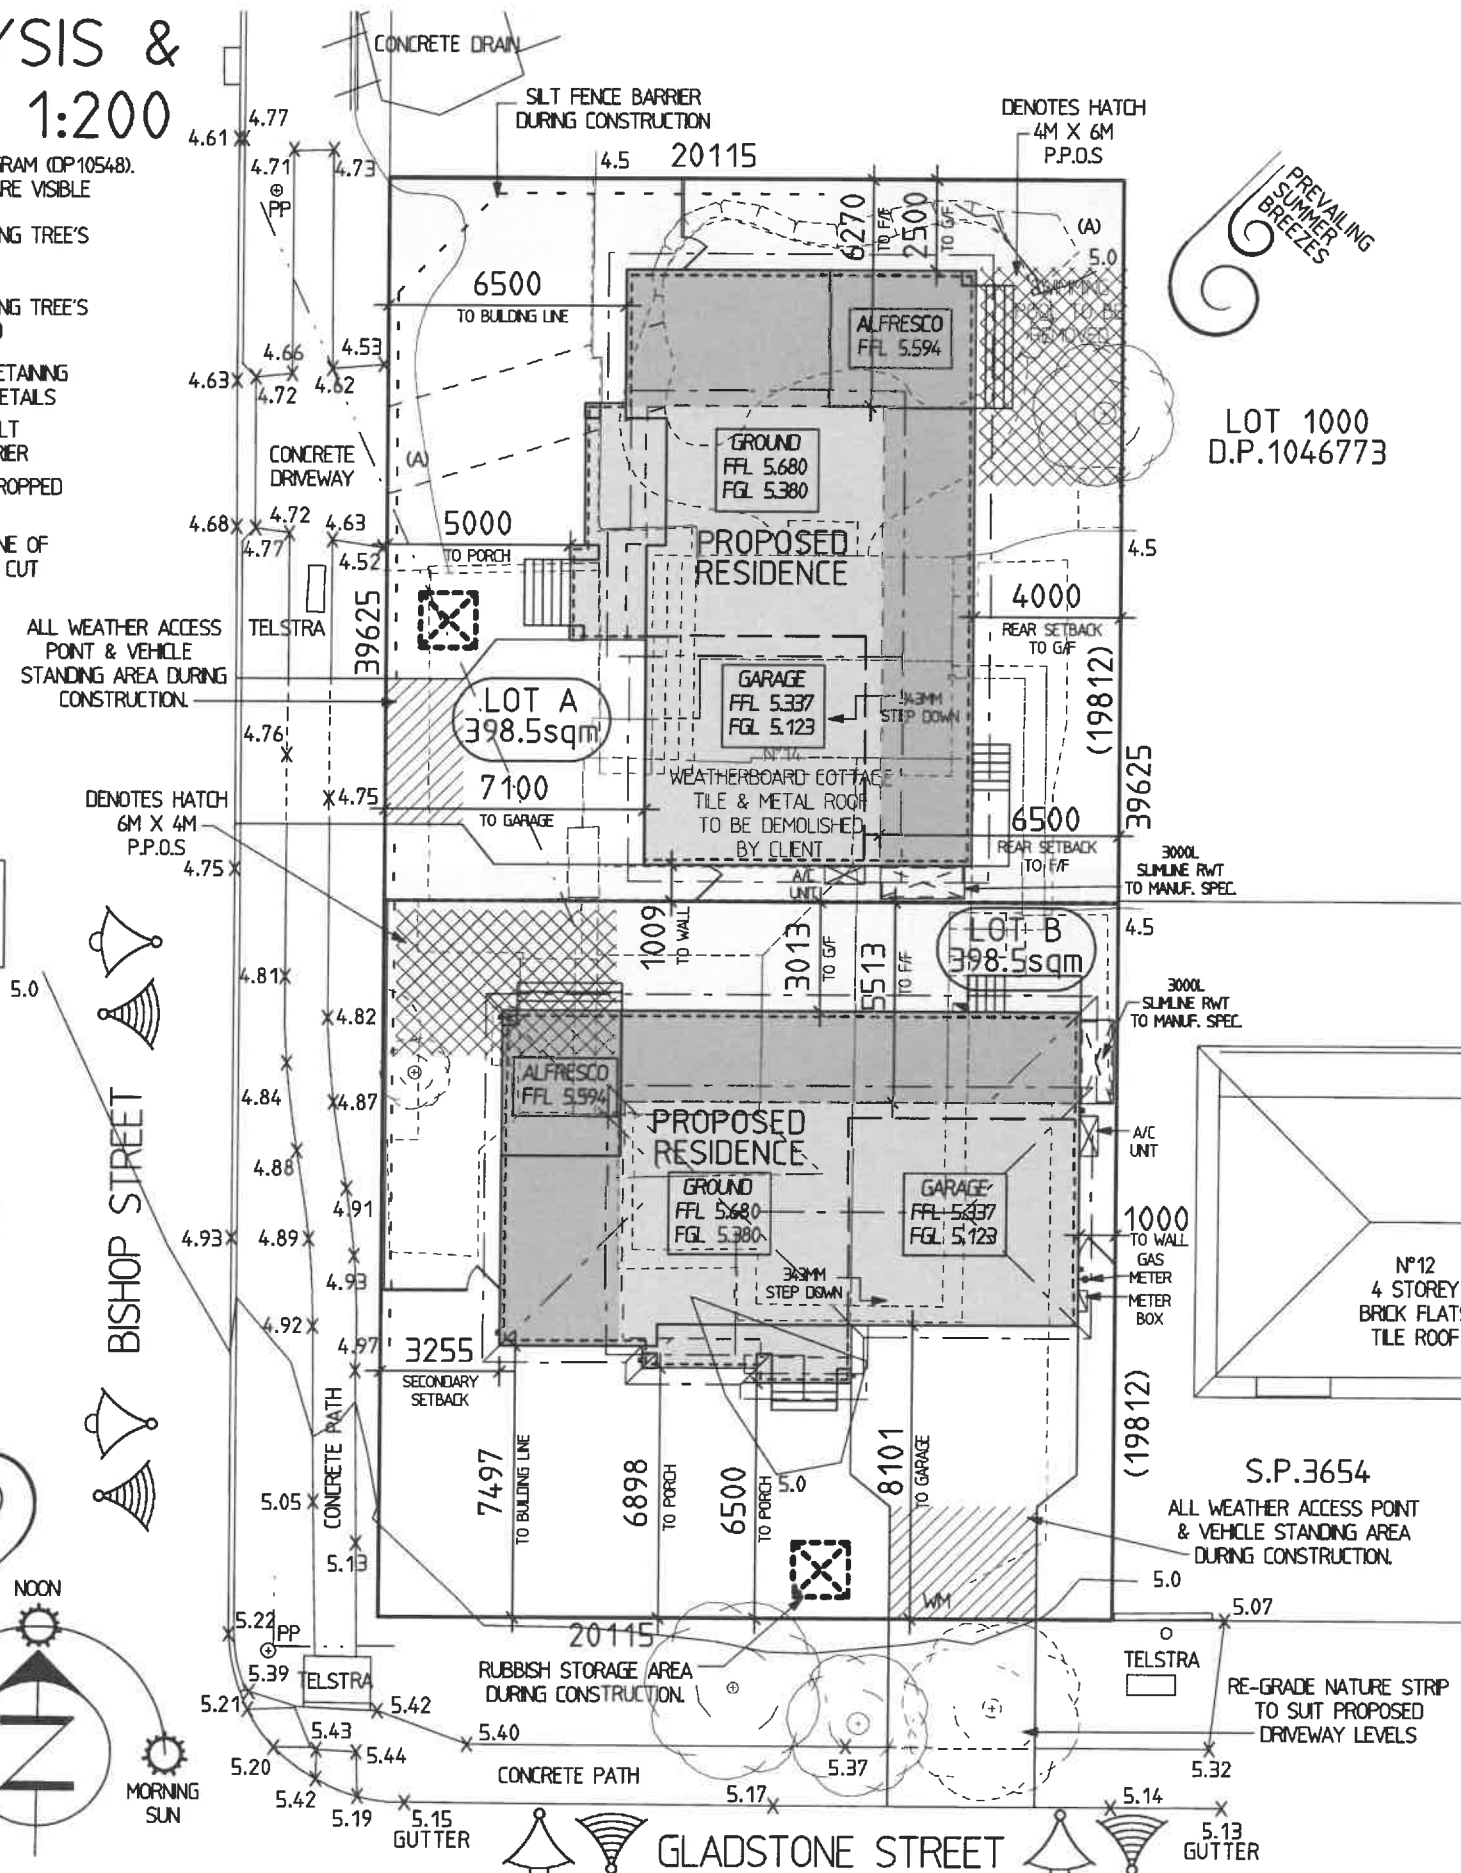 YSIS &
1:200
GRAM (DP10548).
RE VISIBLE
NG TREE'S
NG TREE'S
ETAINING
ETAILS
LT
RIER
ROPPED
NE OF
CUT
CONCRETE DRAIN
SILT FENCE BARRIER
DURING CONSTRUCTION
DENOTES HATCH
4M X 6M
P.P.O.S
PREVAILING
SUMMER
BREEZES
4.61
4.77
4.71
4.73
PP
4.5
20115
6270
TO F/F
2500
TO G/F
(A)
5.0
6500
TO BUILDING LINE
ALFRESCO
FFL 5.594
SWIMMING
POOL TO BE
REMOVED
4.66
4.53
4.63
4.72
4.62
LOT 1000
D.P.1046773
CONCRETE
DRIVEWAY
(A)
GROUND
FFL 5.680
FGL 5.380
4.68
4.72
4.63
4.77
4.52
5000
TO PORCH
PROPOSED
RESIDENCE
4.5
4000
REAR SETBACK
TO G/F
39625
TELSTRA
ALL WEATHER ACCESS
POINT & VEHICLE
STANDING AREA DURING
CONSTRUCTION.
LOT A
398.5sqm
GARAGE
FFL 5.337
FGL 5.123
343MM
STEP DOWN
(19812)
39625
4.76
4.75
N°14
WEATHERBOARD COTTAGE
TILE & METAL ROOF
TO BE DEMOLISHED
BY CLIENT
7100
TO GARAGE
6500
REAR SETBACK
TO F/F
DENOTES HATCH
6M X 4M
P.P.O.S
4.75
A/C
UNIT
3000L
SLIMLINE RWT
TO MANUF. SPEC.
1009
TO WALL
3013
TO G/F
5513
TO F/F
LOT B
398.5sqm
4.5
5.0
4.81
4.82
3000L
SLIMLINE RWT
TO MANUF. SPEC.
ALFRESCO
FFL 5.594
4.84
4.87
PROPOSED
RESIDENCE
A/C
UNIT
BISHOP STREET
4.88
4.91
GROUND
FFL 5.680
FGL 5.380
GARAGE
FFL 5.337
FGL 5.123
1000
TO WALL
GAS
METER
METER
BOX
4.93
4.89
4.93
343MM
STEP DOWN
N°12
4 STOREY
BRICK FLATS
TILE ROOF
4.92
4.97
3255
SECONDARY
SETBACK
CONCRETE PATH
7497
TO BUILDING LINE
6898
TO PORCH
6500
TO PORCH
5.0
8101
TO GARAGE
(19812)
S.P.3654
ALL WEATHER ACCESS POINT
& VEHICLE STANDING AREA
DURING CONSTRUCTION.
5.05
5.13
NOON
WM
5.0
5.07
5.22
PP
20115
RUBBISH STORAGE AREA
DURING CONSTRUCTION.
TELSTRA
5.39
5.21
5.42
TELSTRA
RE-GRADE NATURE STRIP
TO SUIT PROPOSED
DRIVEWAY LEVELS
N
MORNING
SUN
5.43
5.44
5.20
5.42
5.40
5.37
5.32
CONCRETE PATH
5.19
5.15
GUTTER
5.17
5.14
5.13
GUTTER
GLADSTONE STREET